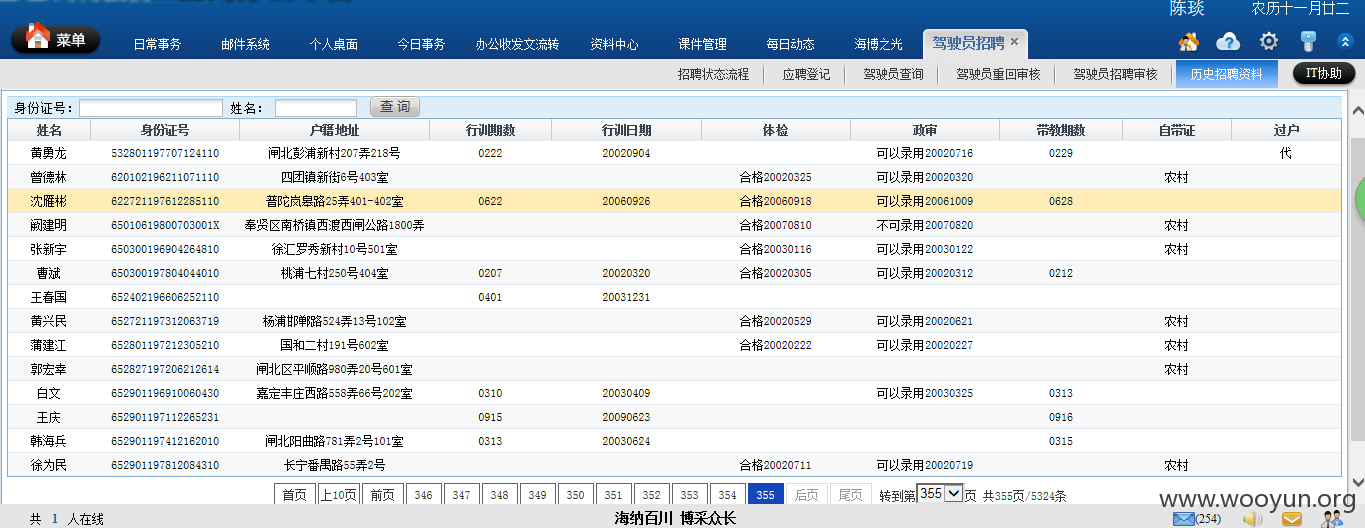 陈琰 农历十一月廿二
菜单 日常事务 邮件系统 个人桌面 今日事务 办公收发文流转 资料中心 课件管理 每日动态 海博之光 驾驶员招聘 ×
招聘状态流程 应聘登记 驾驶员查询 驾驶员重回审核 驾驶员招聘审核 历史招聘资料 IT协助
身份证号： 姓名： 查 询
姓名 身份证号 户籍地址 行训期数 行训日期 体检 政审 带教期数 自带证 过户
黄勇龙 532801197707124110 闸北彭浦新村207弄218号 0222 20020904 可以录用20020716 0229 代
曾德林 620102196211071110 四团镇新街6号403室 合格20020325 可以录用20020320 农村
沈雁彬 622721197612285110 普陀岚皋路25弄401-402室 0622 20060926 合格20060918 可以录用20061009 0628
阙建明 65010619800703001X 奉贤区南桥镇西渡西闸公路1800弄 合格20070810 不可录用20070820 农村
张新宇 650300196904264810 徐汇罗秀新村10号501室 合格20030116 可以录用20030122 农村
曹斌 650300197804044010 桃浦七村250号404室 0207 20020320 合格20020305 可以录用20020312 0212
王春国 652402196606252110 0401 20031231
黄兴民 652721197312063719 杨浦邯郸路524弄13号102室 合格20020529 可以录用20020621 农村
蒲建江 652801197212305210 国和二村191号602室 合格20020222 可以录用20020227 农村
郭宏幸 652827197206212614 闸北区平顺路980弄20号601室 农村
白文 652901196910060430 嘉定丰庄西路558弄66号202室 0310 20030409 可以录用20030325 0313
王庆 652901197112265231 0915 20090623 0916
韩海兵 652901197412162010 闸北阳曲路781弄2号101室 0313 20030624 0315
徐为民 652901197812084310 长宁番禺路55弄2号 合格20020711 可以录用20020719 农村
首页 上10页 前页 346 347 348 349 350 351 352 353 354 355 后页 尾页 转到第 355 页 共355页/5324条
www.wooyun.org
共 1 人在线 海纳百川 博采众长 (254)